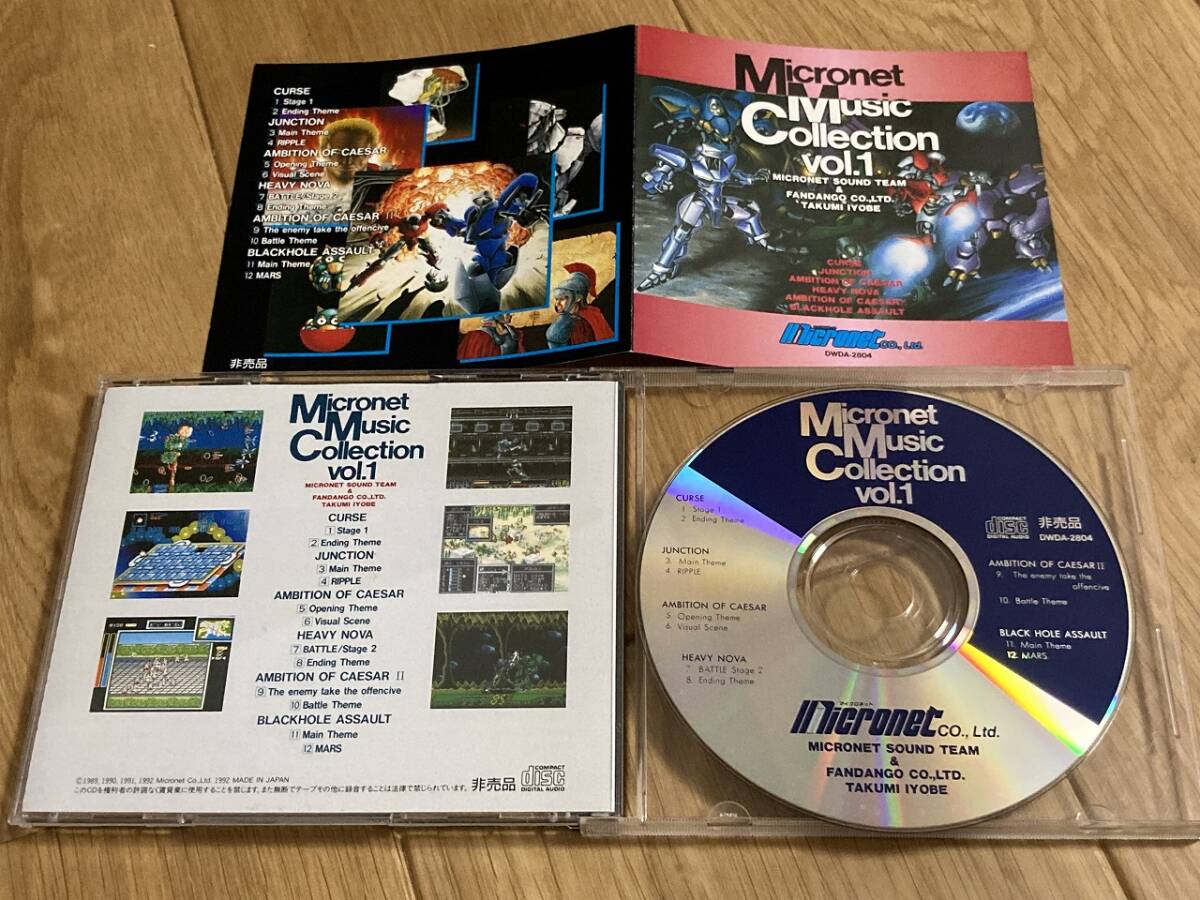 CURSE
1 Stage 1
2 Ending Theme
JUNCTION
3 Main Theme
4 RIPPLE
AMBITION OF CAESAR
5 Opening Theme
6 Visual Scene
HEAVY NOVA
7 BATTLE/Stage 2
8 Ending Theme
AMBITION OF CAESAR II
9 The enemy take the offencive
10 Battle Theme
BLACKHOLE ASSAULT
11 Main Theme
12 MARS
非売品
Micronet
Music
Collection
vol.1
MICRONET SOUND TEAM
&
FANDANGO CO.,LTD.
TAKUMI IYOBE
CURSE
JUNCTION
AMBITION OF CAESAR
HEAVY NOVA
AMBITION OF CAESAR
BLACKHOLE ASSAULT
Micronet CO., Ltd.
DWDA-2804
Micronet
Music
Collection
vol.1
MICRONET SOUND TEAM
&
FANDANGO CO.,LTD.
TAKUMI IYOBE
CURSE
1 Stage 1
2 Ending Theme
JUNCTION
3 Main Theme
4 RIPPLE
AMBITION OF CAESAR
5 Opening Theme
6 Visual Scene
HEAVY NOVA
7 BATTLE/Stage 2
8 Ending Theme
AMBITION OF CAESAR II
9 The enemy take the offencive
10 Battle Theme
BLACKHOLE ASSAULT
11 Main Theme
12 MARS
©1989, 1990, 1991, 1992 Micronet Co., Ltd. 1992 MADE IN JAPAN
このCDを権利者の許諾なく賃貸業に使用することを禁じます。また無断でテープその他に録音することは法律で禁じられています。
非売品
COMPACT
disc
DIGITAL AUDIO
Micronet
Music
Collection
vol.1
CURSE
1. Stage 1
2. Ending Theme
JUNCTION
3. Main Theme
4. RIPPLE
AMBITION OF CAESAR
5. Opening Theme
6. Visual Scene
HEAVY NOVA
7. BATTLE Stage 2
8. Ending Theme
COMPACT
disc
DIGITAL AUDIO
非売品
DWDA-2804
AMBITION OF CAESAR II
9. The enemy take the
offencive
10. Battle Theme
BLACK HOLE ASSAULT
11. Main Theme
12. MARS
マイクロネット
Micronet CO., Ltd.
MICRONET SOUND TEAM
&
FANDANGO CO.,LTD.
TAKUMI IYOBE